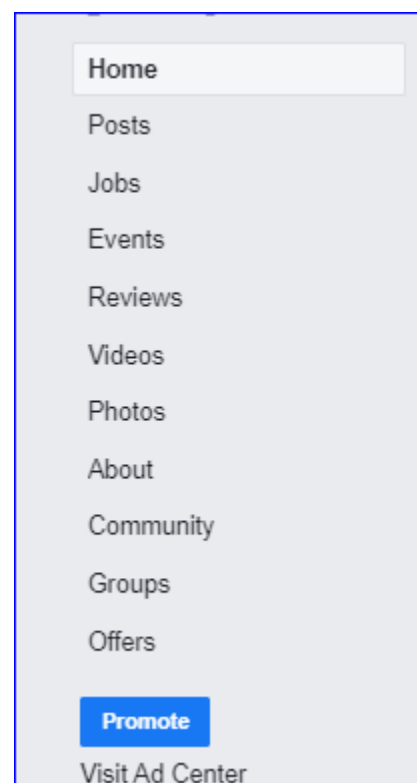 Home
Posts
Jobs
Events
Reviews
Videos
Photos
About
Community
Groups
Offers
Promote
Visit Ad Center